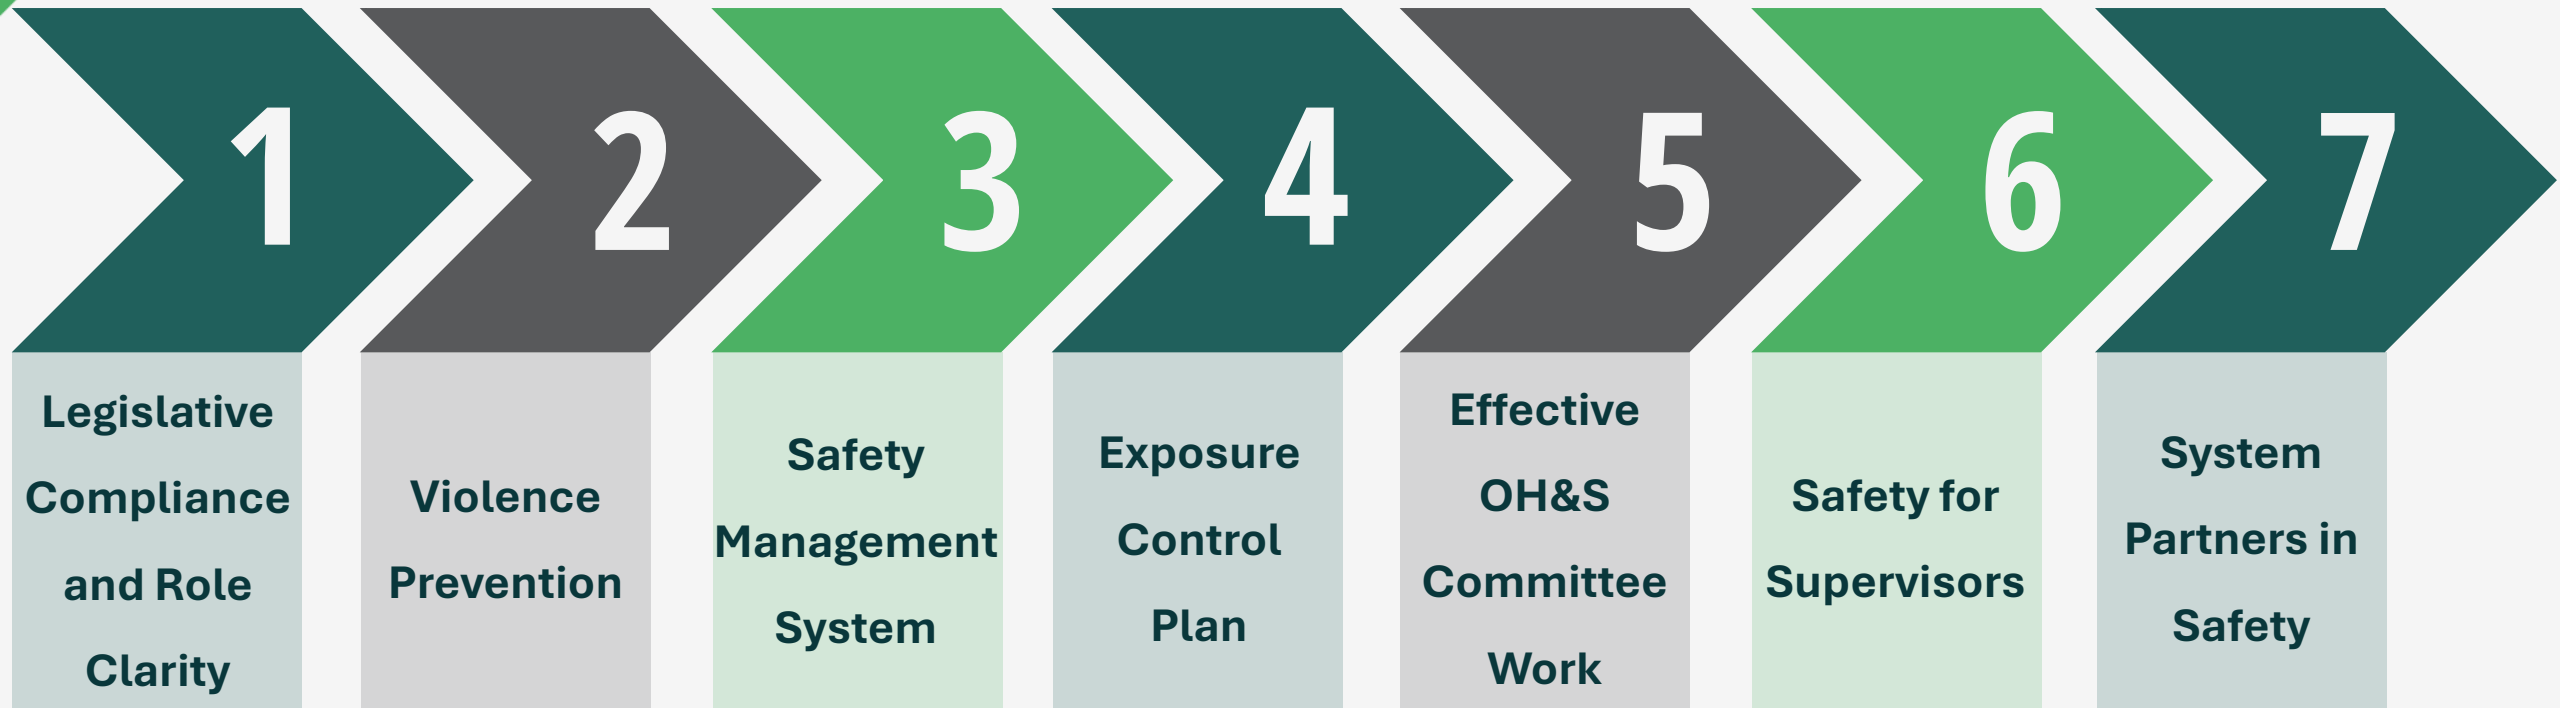 1
Legislative
Compliance
and Role
Clarity
2
Violence
Prevention
3
Safety
Management
System
4
Exposure
Control
Plan
5
Effective
OH&S
Committee
Work
6
Safety for
Supervisors
7
System
Partners in
Safety